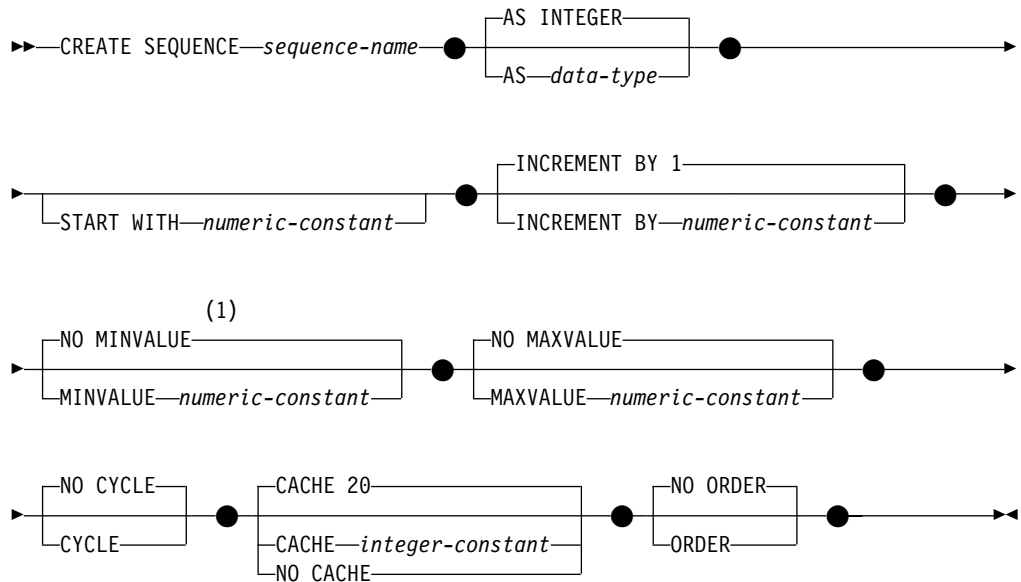 AS INTEGER
CREATE SEQUENCE sequence-name
AS data-type
INCREMENT BY 1
START WITH numeric-constant INCREMENT BY numeric-constant
(1)
NO MINVALUE NO MAXVALUE
MINVALUE numeric-constant MAXVALUE numeric-constant
NO CYCLE CACHE 20 NO ORDER
CYCLE CACHE integer-constant ORDER
NO CACHE